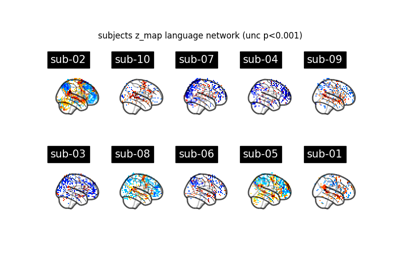 subjects z_map language network (unc p<0.001)
sub-02 sub-10 sub-07 sub-04 sub-09
sub-03 sub-08 sub-06 sub-05 sub-01